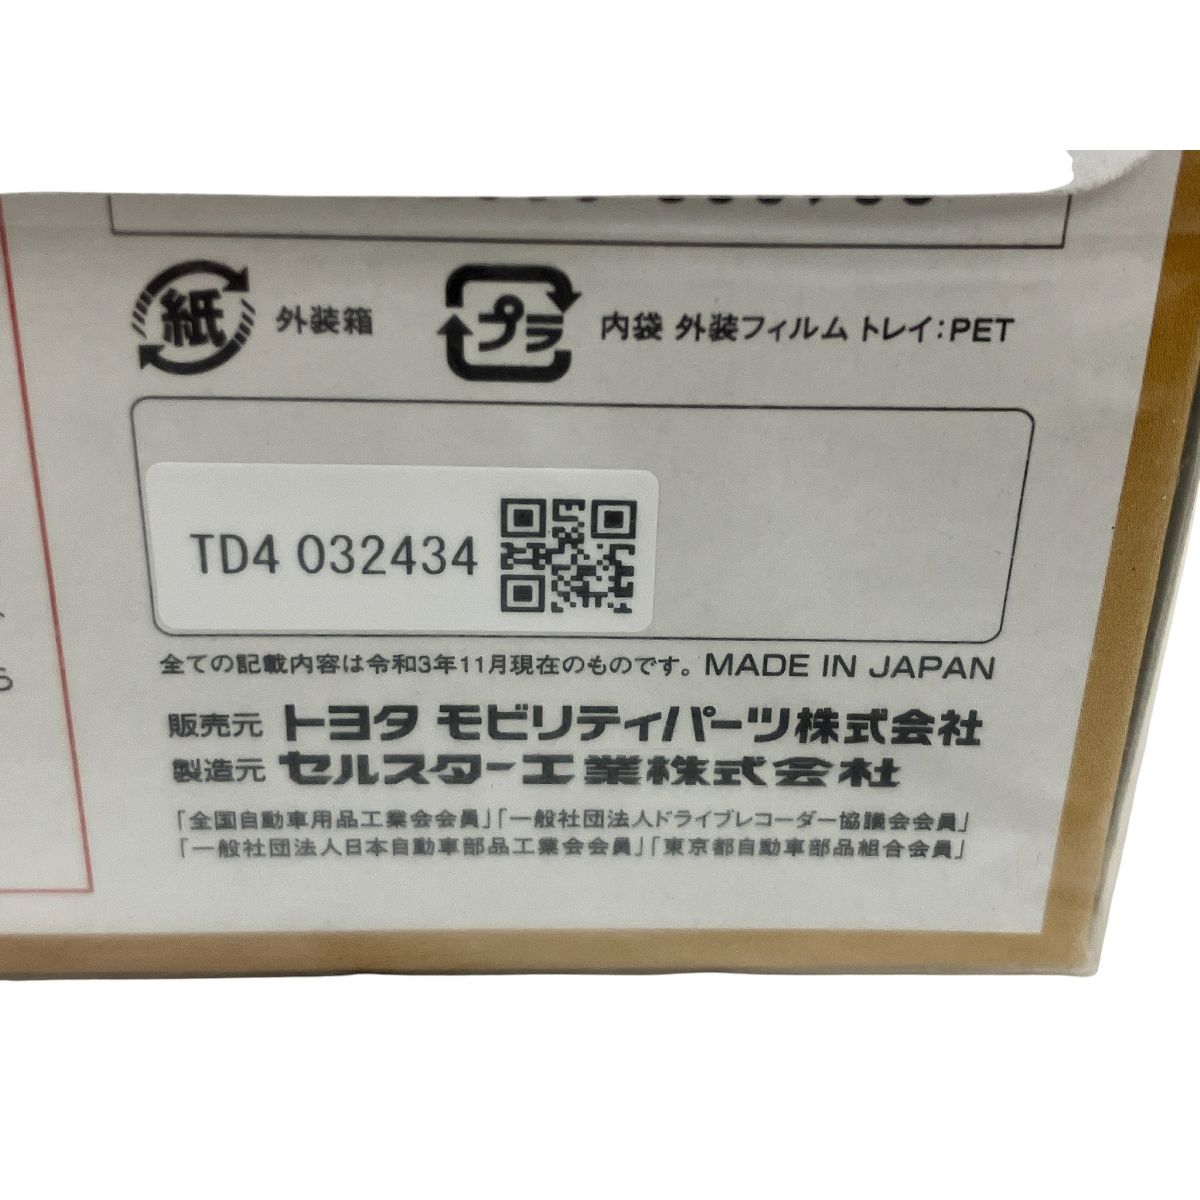 紙 外装箱 プラ 内袋 外装フィルム トレイ:PET
TD4 032434
全ての記載内容は令和3年11月現在のものです。 MADE IN JAPAN
販売元 トヨタ モビリティパーツ株式会社
製造元 セルスター工業株式会社
「全国自動車用品工業会会員」「一般社団法人ドライブレコーダー協議会会員」
「一般社団法人日本自動車部品工業会会員」「東京都自動車部品組合会員」
ら